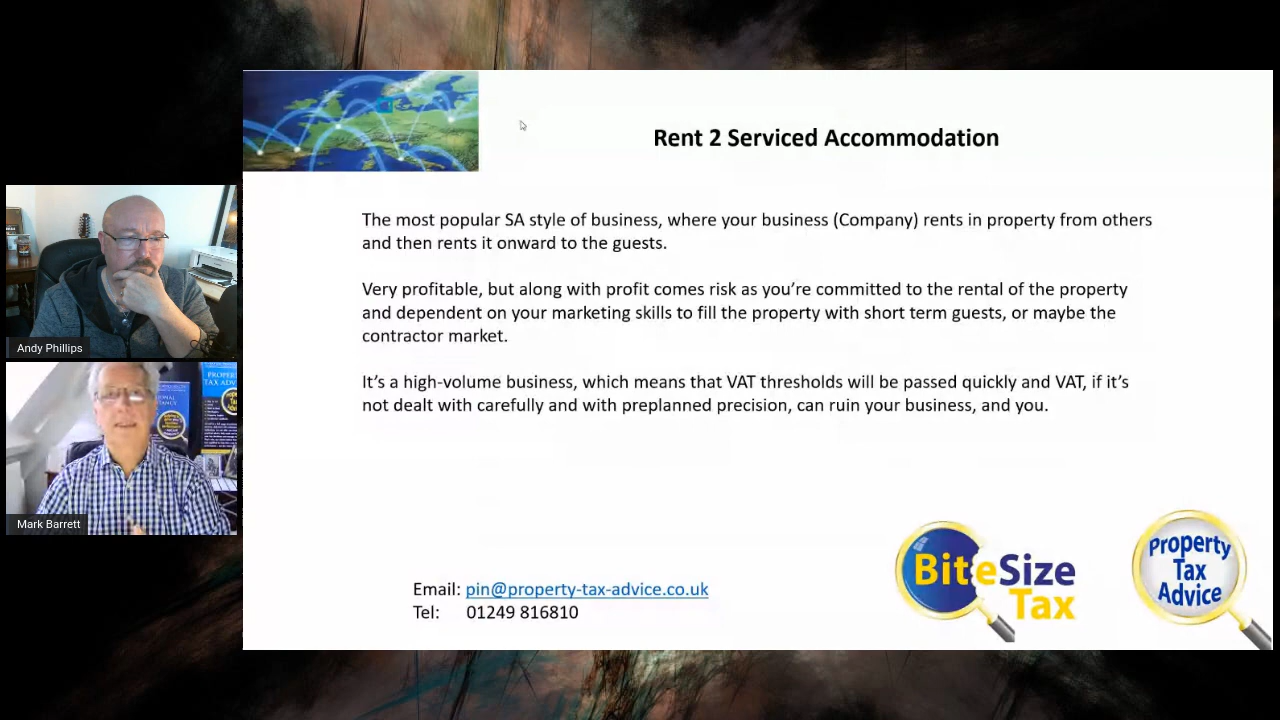 Rent 2 Serviced Accommodation
The most popular SA style of business, where your business (Company) rents in property from others
and then rents it onward to the guests.
Very profitable, but along with profit comes risk as you’re committed to the rental of the property
and dependent on your marketing skills to fill the property with short term guests, or maybe the
contractor market.
It’s a high-volume business, which means that VAT thresholds will be passed quickly and VAT, if it’s
not dealt with carefully and with preplanned precision, can ruin your business, and you.
Email: pin@property-tax-advice.co.uk
Tel: 01249 816810
BiteSize
Tax
Property
Tax
Advice
Andy Phillips
Mark Barrett